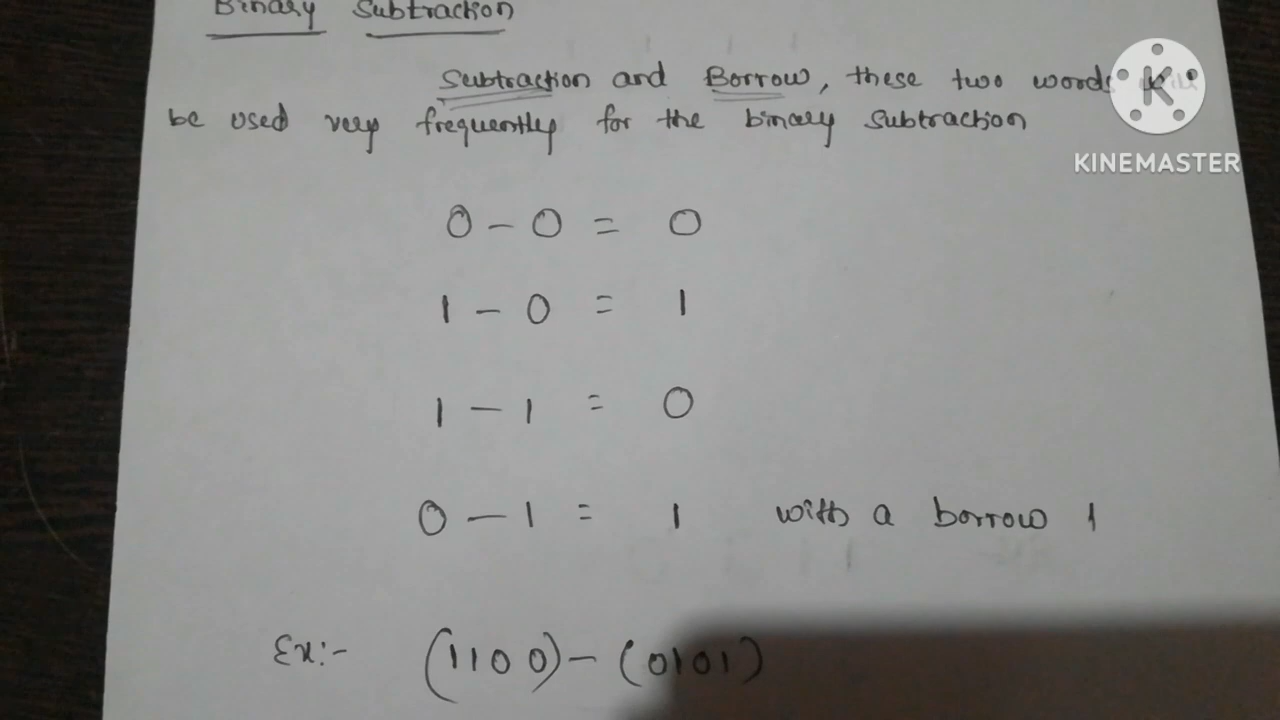 Binary Subtraction
Subtraction and Borrow, these two words
be used very frequently for the binary subtraction
0 - 0 = 0
1 - 0 = 1
1 - 1 = 0
0 - 1 = 1 with a borrow 1
Ex:- (1100) - (0101)
KINEMASTER